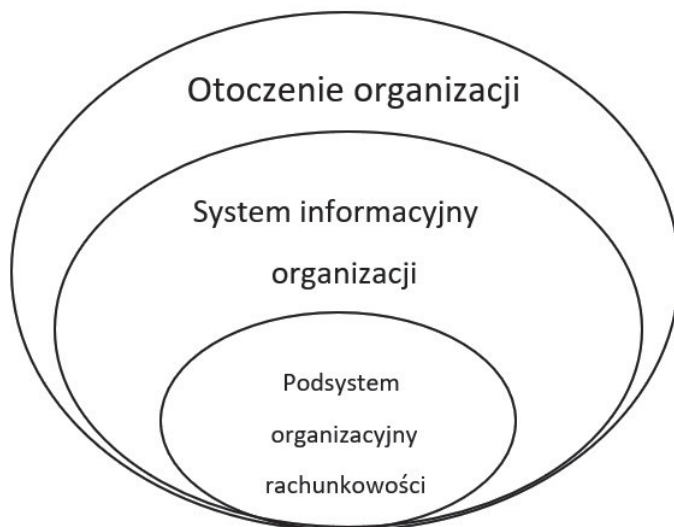 Otoczenie organizacji
System informacyjny
organizacji
Podsystem
organizacyjny
rachunkowości